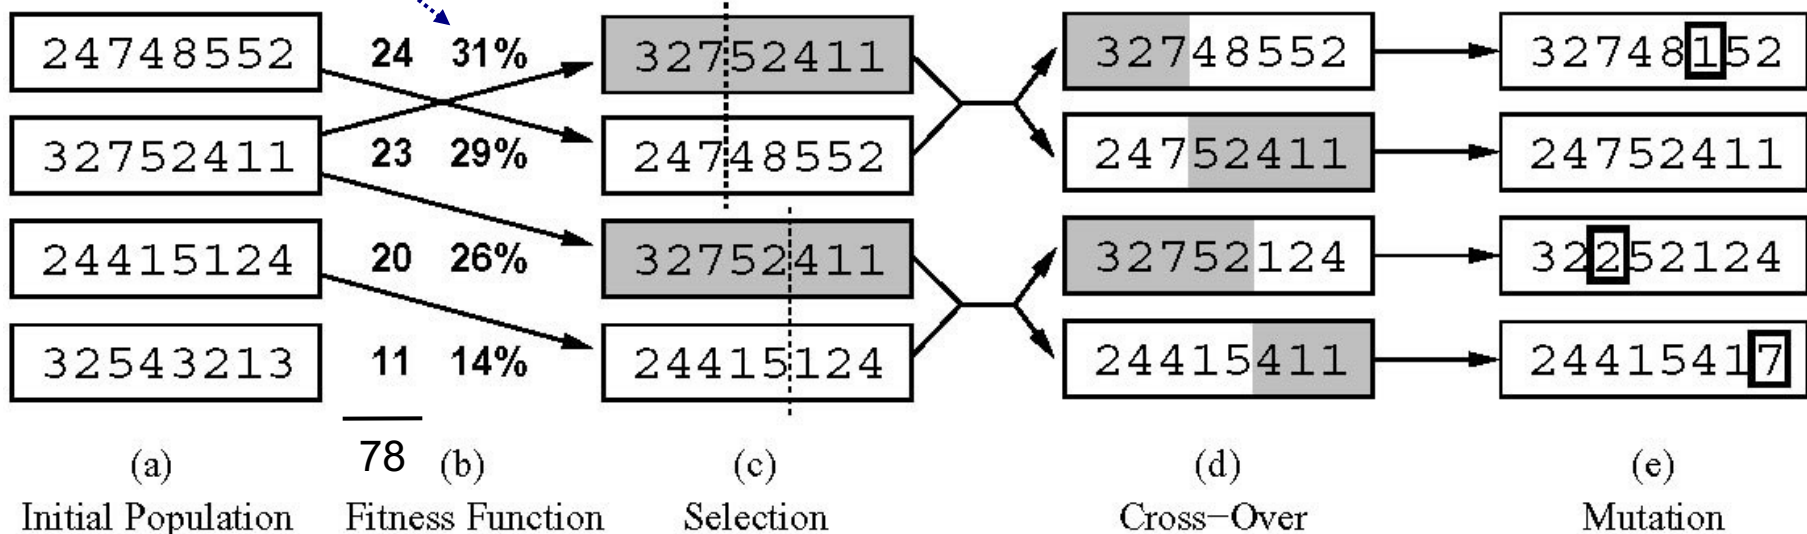 24748552 24 31% 32752411 32748552 32748152
32752411 23 29% 24748552 24752411 24752411
24415124 20 26% 32752411 32752124 32252124
32543213 11 14% 24415124 24415411 24415417
78
(a) (b) (c) (d) (e)
Initial Population Fitness Function Selection Cross−Over Mutation